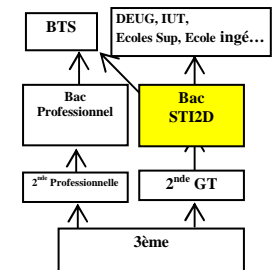 BTS
DEUG, IUT,
Ecoles Sup, Ecole ingé…
Bac
Professionnel
Bac
STI2D
2nde Professionnelle
2nde GT
3ème